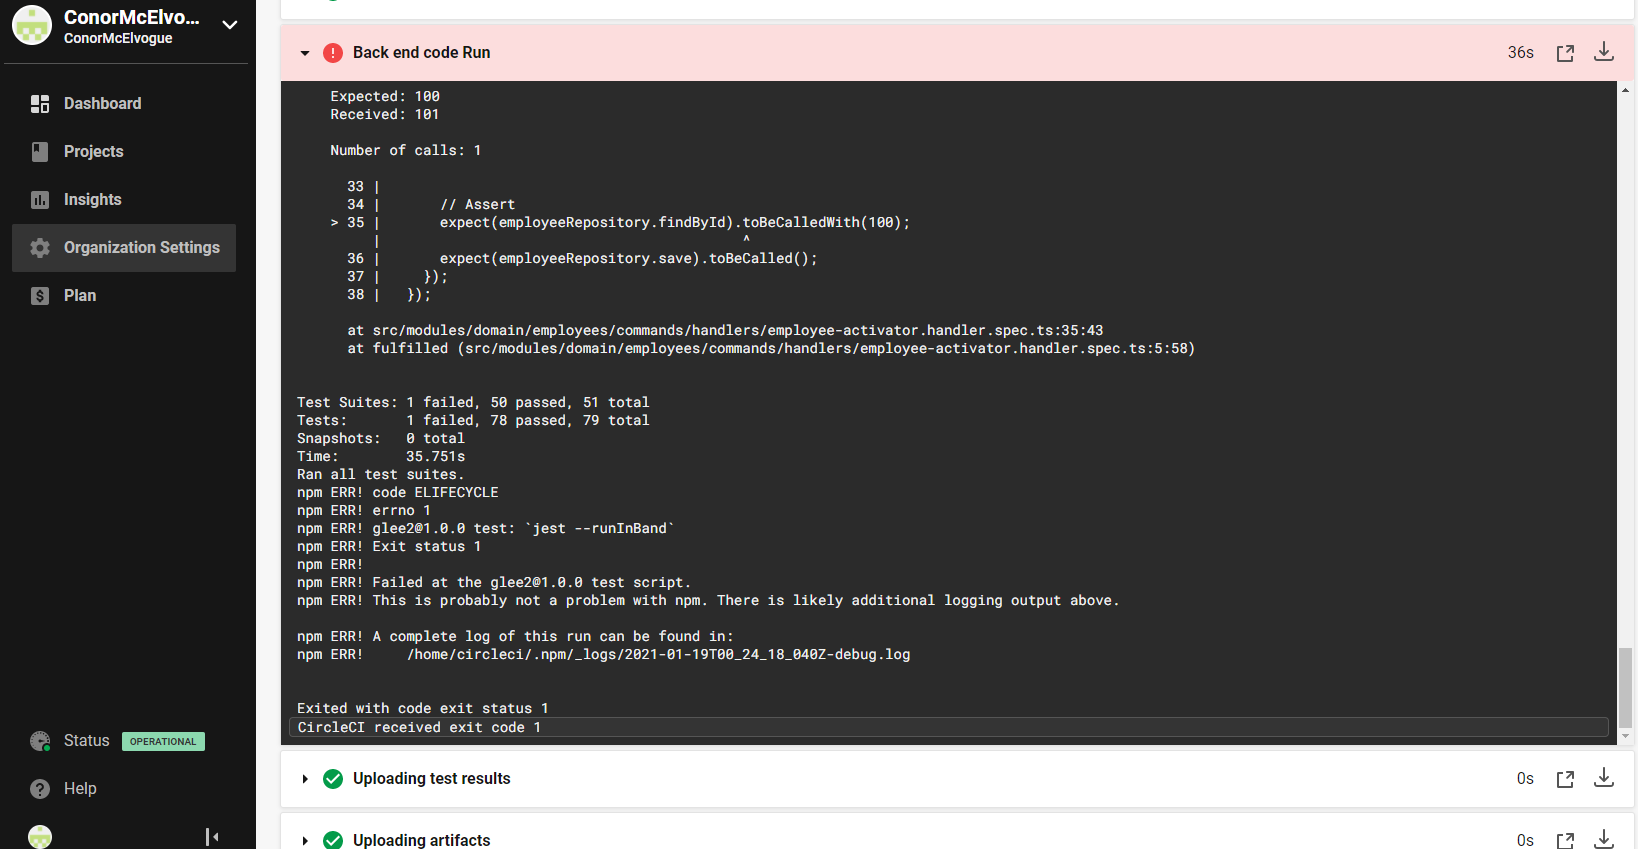 ConorMcElvo...
ConorMcElvogue
Dashboard
Projects
Insights
Organization Settings
Plan
Status OPERATIONAL
Help
Back end code Run 36s
Expected: 100
Received: 101
Number of calls: 1
33 |
34 | // Assert
> 35 | expect(employeeRepository.findById).toBeCalledWith(100);
| ^
36 | expect(employeeRepository.save).toBeCalled();
37 | });
38 | });
at src/modules/domain/employees/commands/handlers/employee-activator.handler.spec.ts:35:43
at fulfilled (src/modules/domain/employees/commands/handlers/employee-activator.handler.spec.ts:5:58)
Test Suites: 1 failed, 50 passed, 51 total
Tests: 1 failed, 78 passed, 79 total
Snapshots: 0 total
Time: 35.751s
Ran all test suites.
npm ERR! code ELIFECYCLE
npm ERR! errno 1
npm ERR! glee2@1.0.0 test: `jest --runInBand`
npm ERR! Exit status 1
npm ERR!
npm ERR! Failed at the glee2@1.0.0 test script.
npm ERR! This is probably not a problem with npm. There is likely additional logging output above.
npm ERR! A complete log of this run can be found in:
npm ERR! /home/circleci/.npm/_logs/2021-01-19T00_24_18_040Z-debug.log
Exited with code exit status 1
CircleCI received exit code 1
Uploading test results 0s
Uploading artifacts 0s